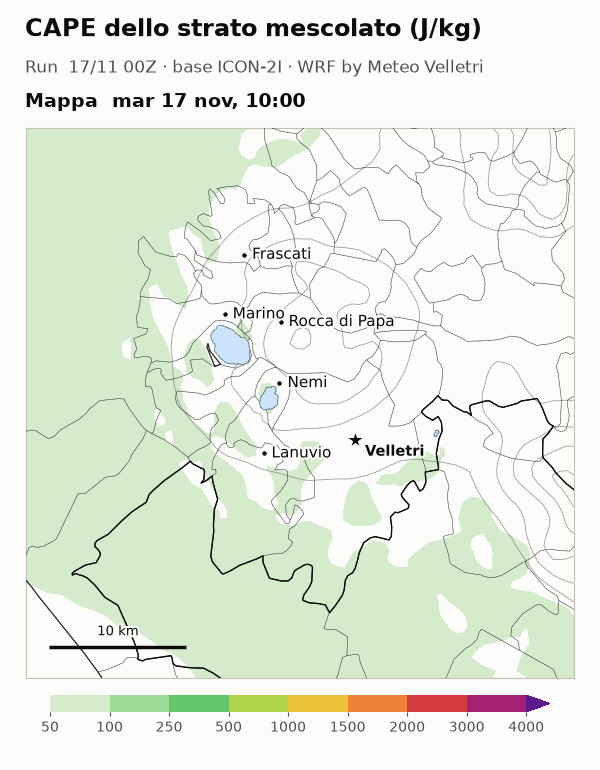 CAPE dello strato mescolato (J/kg)
Run  17/11 00Z · base ICON-2I · WRF by Meteo Velletri
Mappa  mar 17 nov, 10:00
Frascati
Marino
Rocca di Papa
Nemi
Velletri
Lanuvio
10 km
50 100 250 500 1000 1500 2000 3000 4000